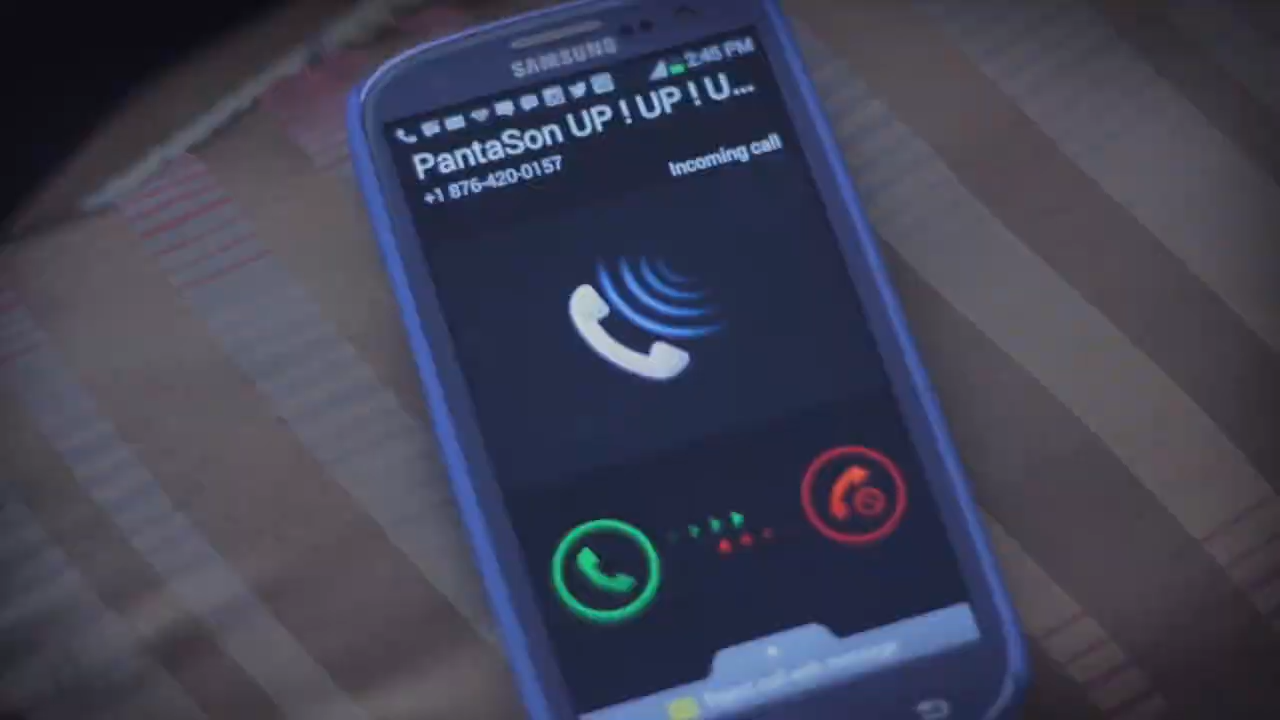 SAMSUNG
2:45 PM
PantaSon UP ! UP ! U...
+1 876-420-0157
Incoming call